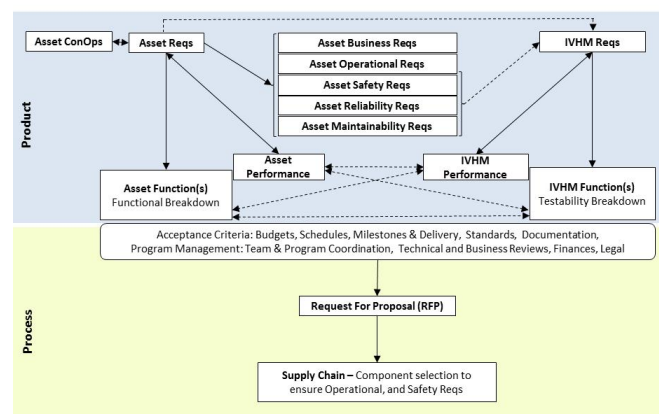 Asset ConOps
Asset Reqs
Asset Business Reqs
Asset Operational Reqs
Asset Safety Reqs
Asset Reliability Reqs
Asset Maintainability Reqs
IVHM Reqs
Product
Asset
Performance
IVHM
Performance
Asset Function(s)
Functional Breakdown
IVHM Function(s)
Testability Breakdown
Acceptance Criteria: Budgets, Schedules, Milestones & Delivery, Standards, Documentation,
Program Management: Team & Program Coordination, Technical and Business Reviews, Finances, Legal
Process
Request For Proposal (RFP)
Supply Chain – Component selection to
ensure Operational, and Safety Reqs